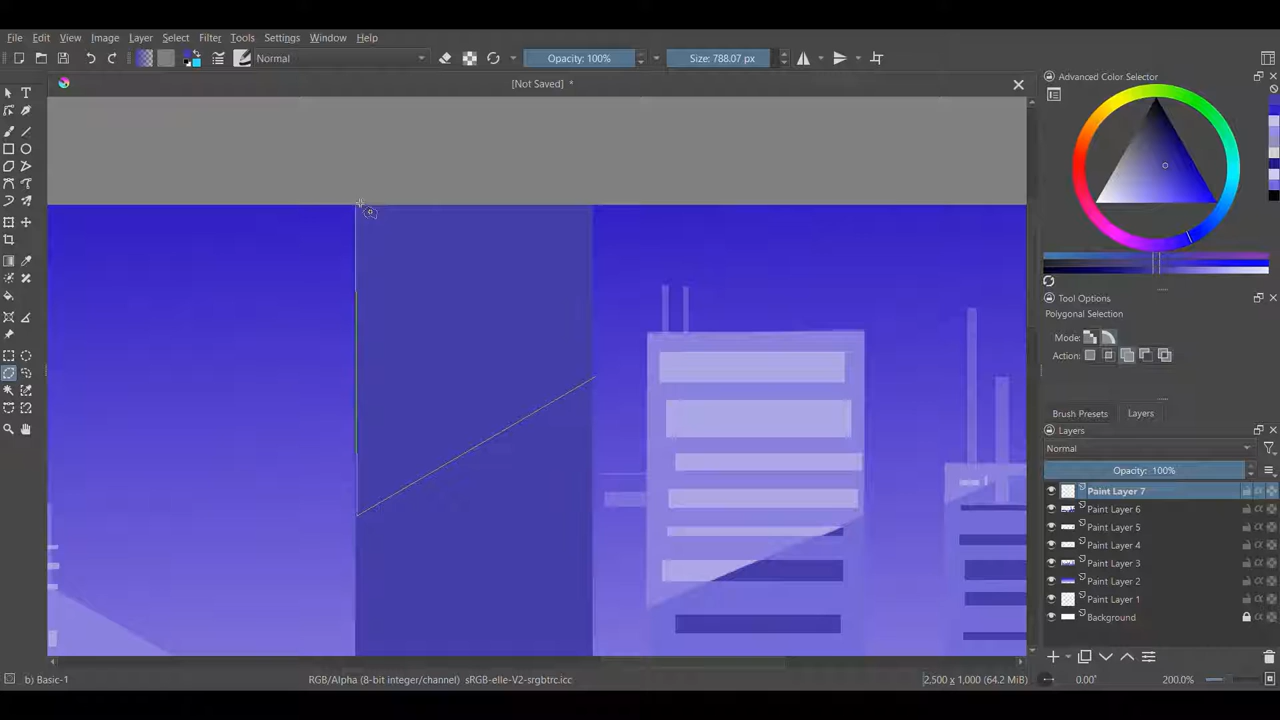 File Edit View Select Filter Tools Settings Window Help
Image Layer
Normal
Opacity: 100%
Size: 788.07 px
[Not Saved] *
Advanced Color Selector
Tool Options
Polygonal Selection
Mode:
Action:
Brush Presets
Layers
Layers
Normal
Opacity: 100%
Paint Layer 7
Paint Layer 6
Paint Layer 5
Paint Layer 4
Paint Layer 3
Paint Layer 2
Paint Layer 1
Background
b) Basic-1
RGB/Alpha (8-bit integer/channel) sRGB-elle-V2-srgbtrc.icc
2,500 x 1,000 (64.2 MiB)
0.00°
200.0%